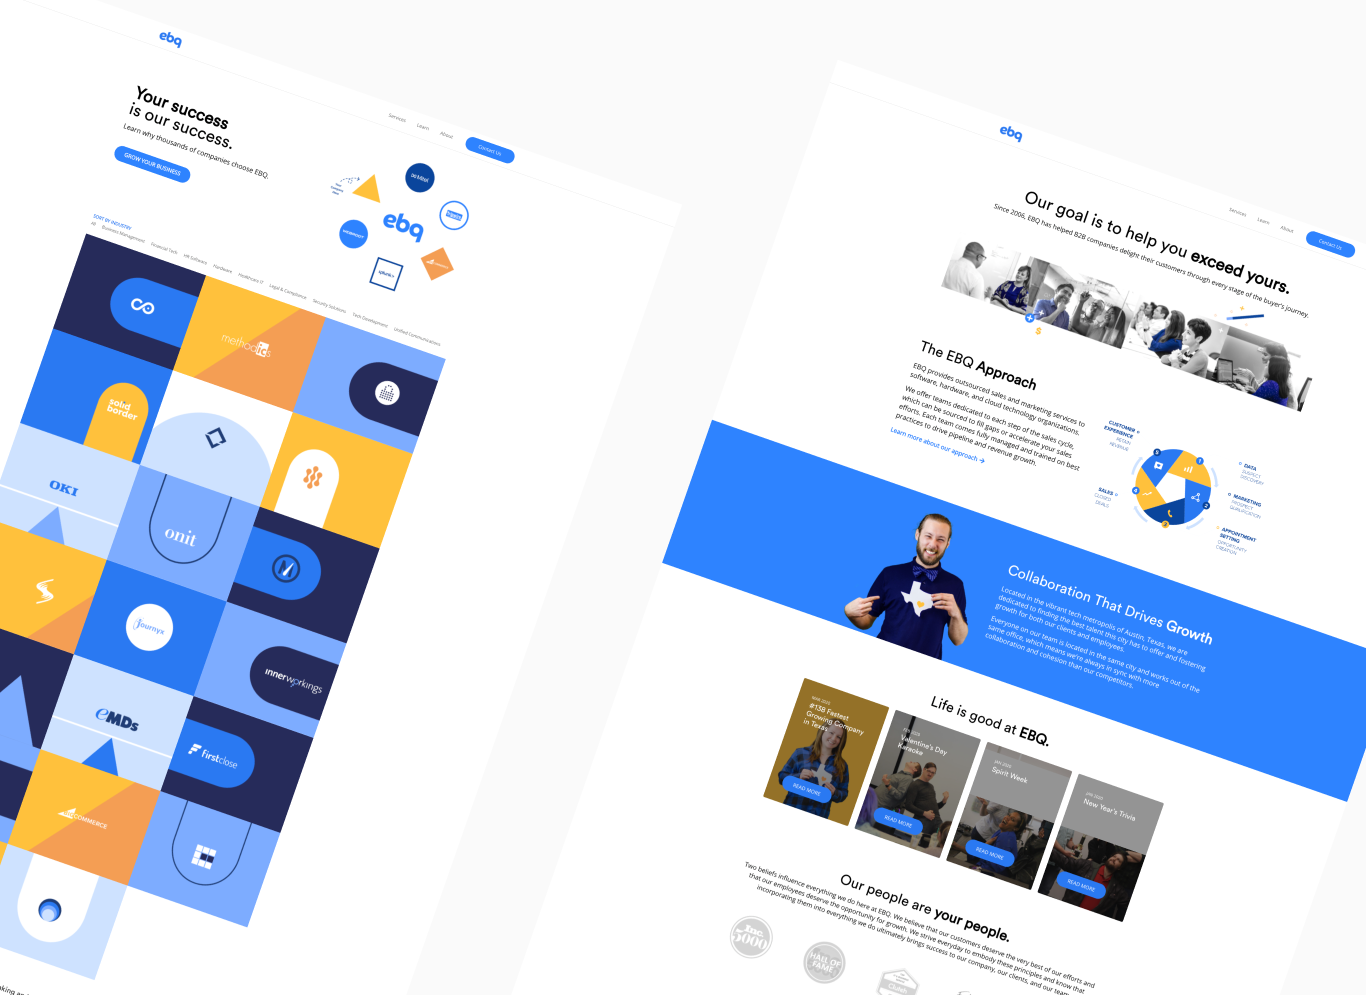 ebq
Services
Learn
About
Contact Us
Your success
is our success.
Learn why thousands of companies choose EBQ.
GROW YOUR BUSINESS
ebq
SORT BY INDUSTRY
All
Business Management
Financial Tech
HR Software
Hardware
Healthcare IT
Legal & Compliance
Security Solutions
Tech Development
Unified Communications
methodics
solid
border
OKI
onit
Journyx
innerworkings
eMDs
firstclose
COMMERCE
ebq
Services
Learn
About
Contact Us
Our goal is to help you exceed yours.
Since 2006, EBQ has helped B2B companies delight their customers through every stage of the buyer's journey.
The EBQ Approach
EBQ provides outsourced sales and marketing services to
software, hardware, and cloud technology organizations.
We offer teams dedicated to each step of the sales cycle,
which can be sourced to fill gaps or accelerate your sales
efforts. Each team comes fully managed and trained on best
practices to drive pipeline and revenue growth.
Learn more about our approach →
CUSTOMER
EXPERIENCE
RETAIN
REVENUE
DATA
SUBJECT
DISCOVERY
MARKETING
PROSPECT
QUALIFICATION
APPOINTMENT
SETTING
OPPORTUNITY
CREATION
SALES
CLOSED
DEALS
Collaboration That Drives Growth
Located in the vibrant tech metropolis of Austin, Texas, we are
dedicated to finding the best talent this city has to offer and fostering
growth for both our clients and employees.
Everyone on our team is located in the same city and works out of the
same office, which means we're always in sync with more
collaboration and cohesion than our competitors.
Life is good at EBQ.
#138 Fastest
Growing Company
in Texas
READ MORE
Valentine's Day
Karaoke
READ MORE
JAN 2020
Spirit Week
READ MORE
JAN 2020
New Year's Trivia
READ MORE
Our people are your people.
Two beliefs influence everything we do here at EBQ. We believe that our customers deserve the very best of our efforts and
that our employees deserve the opportunity for growth. We strive everyday to embody these principles and know that
incorporating them into everything we do ultimately brings success to our company, our clients, and our team
Inc.
5000
HALL OF
FAME